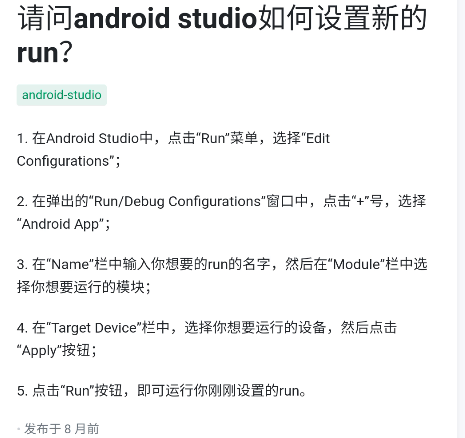 请问android studio如何设置新的
run？
android-studio
1. 在Android Studio中，点击“Run”菜单，选择“Edit
Configurations”；
2. 在弹出的“Run/Debug Configurations”窗口中，点击“+”号，选择
“Android App”；
3. 在“Name”栏中输入你想要的run的名字，然后在“Module”栏中选
择你想要运行的模块；
4. 在“Target Device”栏中，选择你想要运行的设备，然后点击
“Apply”按钮；
5. 点击“Run”按钮，即可运行你刚刚设置的run。
· 发布于 8 月前